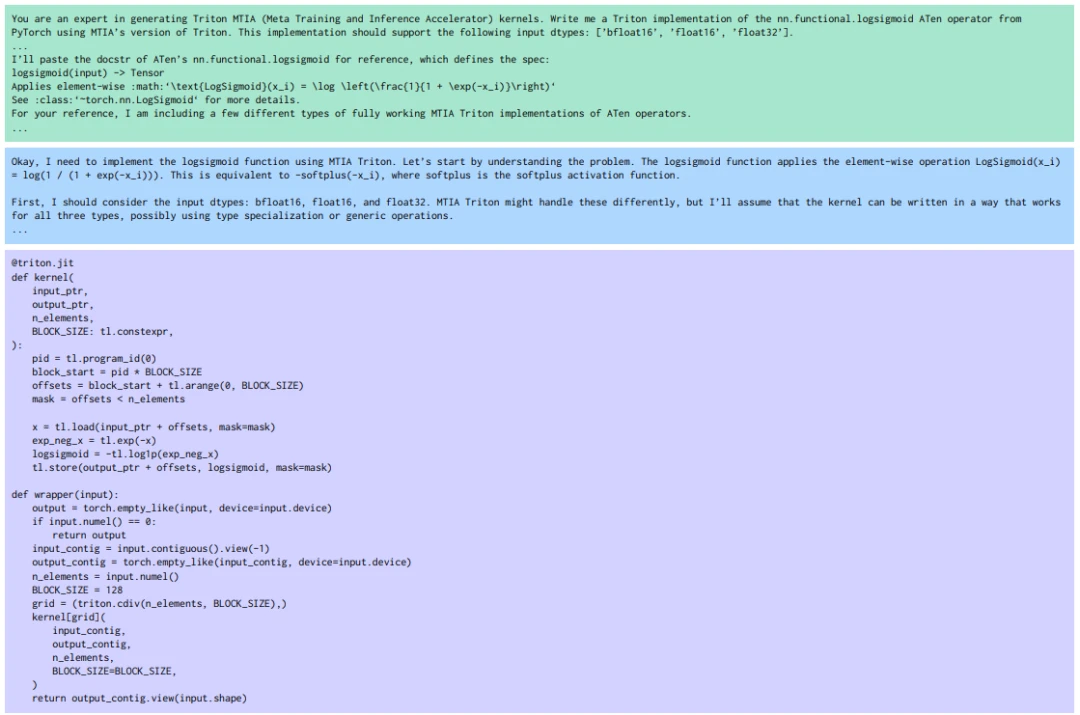 You are an expert in generating Triton MTIA (Meta Training and Inference Accelerator) kernels. Write me a Triton implementation of the nn.functional.logsigmoid ATen operator from
PyTorch using MTIA's version of Triton. This implementation should support the following input dtypes: ['bfloat16', 'float16', 'float32'].
...
I'll paste the docstr of ATen's nn.functional.logsigmoid for reference, which defines the spec:
logsigmoid(input) -> Tensor
Applies element-wise :math:`\text{LogSigmoid}(x_i) = \log \left(\frac{1}{1 + \exp(-x_i)}\right)`
See :class:`~torch.nn.LogSigmoid` for more details.
For your reference, I am including a few different types of fully working MTIA Triton implementations of ATen operators.
...
Okay, I need to implement the logsigmoid function using MTIA Triton. Let's start by understanding the problem. The logsigmoid function applies the element-wise operation LogSigmoid(x_i)
= log(1 / (1 + exp(-x_i))). This is equivalent to -softplus(-x_i), where softplus is the softplus activation function.
First, I should consider the input dtypes: bfloat16, float16, and float32. MTIA Triton might handle these differently, but I'll assume that the kernel can be written in a way that works
for all three types, possibly using type specialization or generic operations.
...
@triton.jit
def kernel(
    input_ptr,
    output_ptr,
    n_elements,
    BLOCK_SIZE: tl.constexpr,
):
    pid = tl.program_id(0)
    block_start = pid * BLOCK_SIZE
    offsets = block_start + tl.arange(0, BLOCK_SIZE)
    mask = offsets < n_elements
    x = tl.load(input_ptr + offsets, mask=mask)
    exp_neg_x = tl.exp(-x)
    logsigmoid = -tl.log1p(exp_neg_x)
    tl.store(output_ptr + offsets, logsigmoid, mask=mask)
def wrapper(input):
    output = torch.empty_like(input, device=input.device)
    if input.numel() == 0:
        return output
    input_contig = input.contiguous().view(-1)
    output_contig = torch.empty_like(input_contig, device=input.device)
    n_elements = input.numel()
    BLOCK_SIZE = 128
    grid = (triton.cdiv(n_elements, BLOCK_SIZE),)
    kernel[grid](
        input_contig,
        output_contig,
        n_elements,
        BLOCK_SIZE=BLOCK_SIZE,
    )
    return output_contig.view(input.shape)